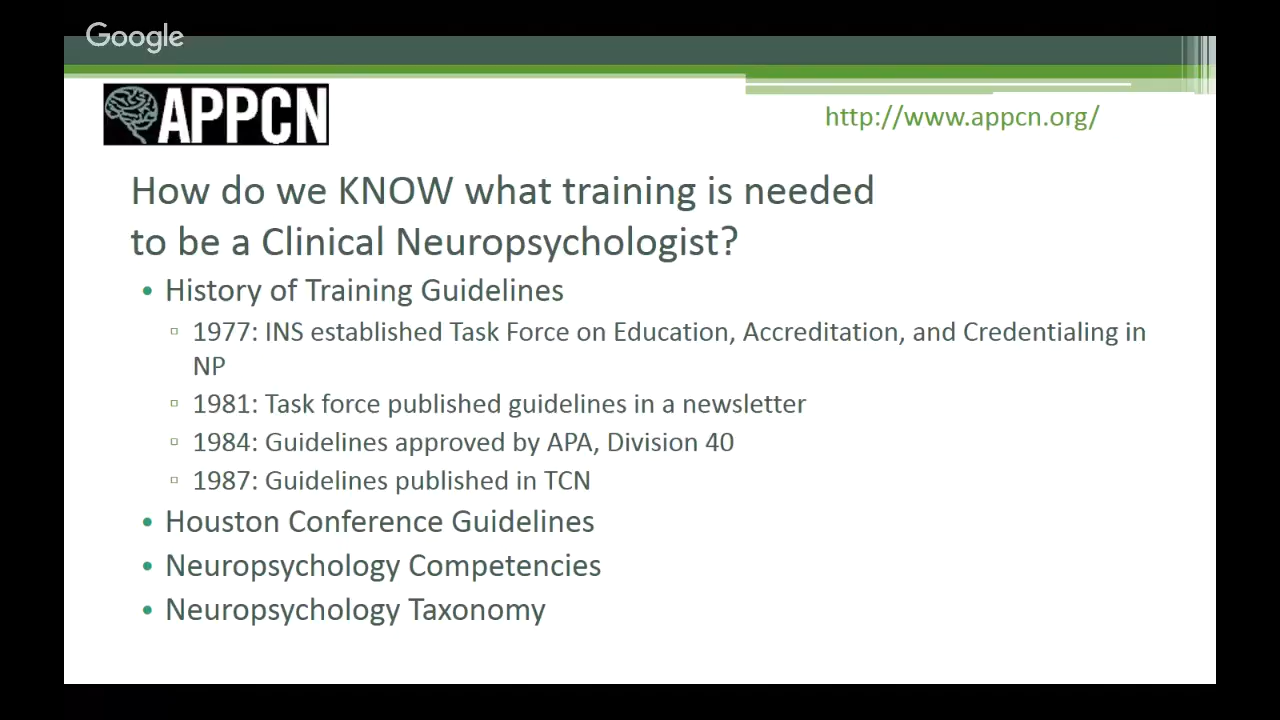 Google
APPCN
http://www.appcn.org/
How do we KNOW what training is needed
to be a Clinical Neuropsychologist?
• History of Training Guidelines
▫ 1977: INS established Task Force on Education, Accreditation, and Credentialing in
NP
▫ 1981: Task force published guidelines in a newsletter
▫ 1984: Guidelines approved by APA, Division 40
▫ 1987: Guidelines published in TCN
• Houston Conference Guidelines
• Neuropsychology Competencies
• Neuropsychology Taxonomy